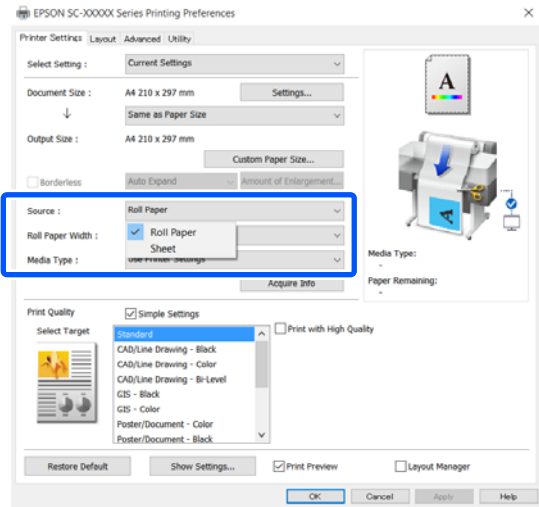 EPSON SC-XXXXX Series Printing Preferences
Printer Settings Layout Advanced Utility
Select Setting : Current Settings
Document Size : A4 210 x 297 mm Settings...
Same as Paper Size
Output Size : A4 210 x 297 mm
Custom Paper Size...
Borderless Auto Expand Amount of Enlargement...
Source : Roll Paper
Roll Paper Width : Roll Paper
Sheet
Media Type : Use Printer Settings
Acquire Info
A
A
Media Type:
-
Paper Remaining:
-
Print Quality Simple Settings
Select Target Standard Print with High Quality
CAD/Line Drawing - Black
CAD/Line Drawing - Color
CAD/Line Drawing - Bi-Level
GIS - Black
GIS - Color
Poster/Document - Color
Poster/Document - Black
Restore Default Show Settings... Print Preview Layout Manager
OK Cancel Apply Help